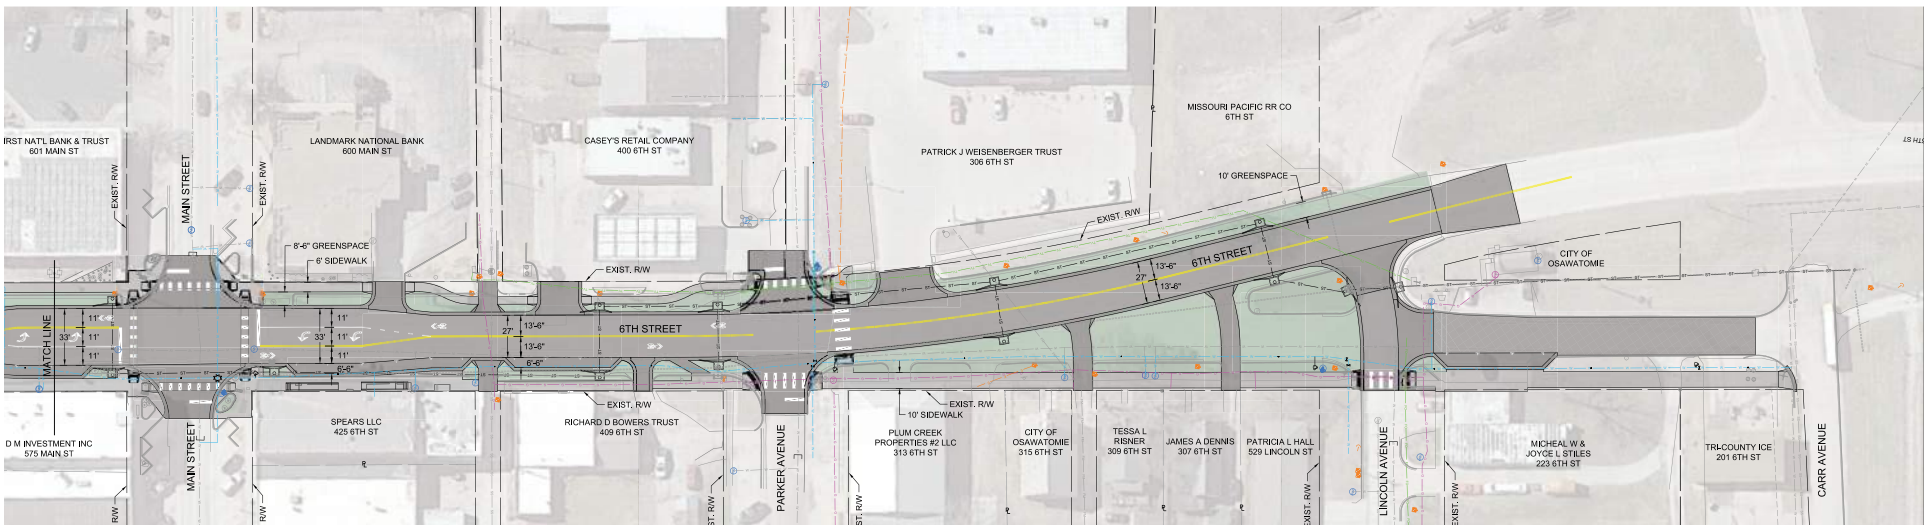 MISSOURI PACIFIC RR CO
6TH ST
IRST NAT'L BANK & TRUST
601 MAIN ST
LANDMARK NATIONAL BANK
600 MAIN ST
CASEY'S RETAIL COMPANY
400 6TH ST
PATRICK J WEISENBERGER TRUST
306 6TH ST
10' GREENSPACE
EXIST. R/W
MAIN STREET
EXIST. R/W
EXIST. R/W
8'-6" GREENSPACE
6' SIDEWALK
EXIST. R/W
CITY OF
OSAWATOMIE
6TH STREET
13'-6"
27'
13'-6"
MATCH LINE
33'
11'
11'
11'
33'
11'
11'
11'
6'-6"
27'
13'-6"
13'-6"
6'-6"
6TH STREET
EXIST. R/W
EXIST. R/W
10' SIDEWALK
D M INVESTMENT INC
575 MAIN ST
MAIN STREET
SPEARS LLC
425 6TH ST
RICHARD D BOWERS TRUST
409 6TH ST
PARKER AVENUE
PLUM CREEK
PROPERTIES #2 LLC
313 6TH ST
CITY OF
OSAWATOMIE
315 6TH ST
TESSA L
RISNER
309 6TH ST
JAMES A DENNIS
307 6TH ST
PATRICIA L HALL
529 LINCOLN ST
LINCOLN AVENUE
MICHEAL W &
JOYCE L STILES
223 6TH ST
TRI-COUNTY ICE
201 6TH ST
CARR AVENUE
R/W
R/W
ST. R/W
ST. R/W
EXIST. R/W
EXIST. R/W